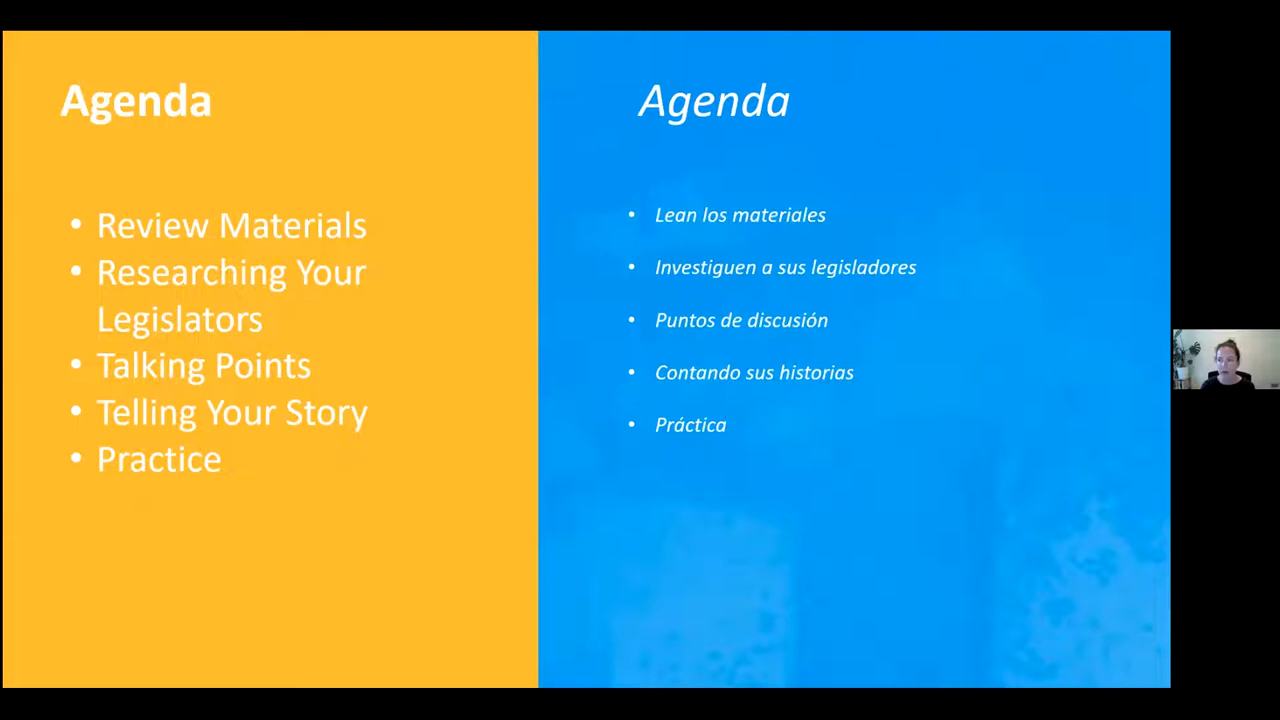 Agenda
• Review Materials
• Researching Your
Legislators
• Talking Points
• Telling Your Story
• Practice
Agenda
• Lean los materiales
• Investiguen a sus legisladores
• Puntos de discusión
• Contando sus historias
• Práctica